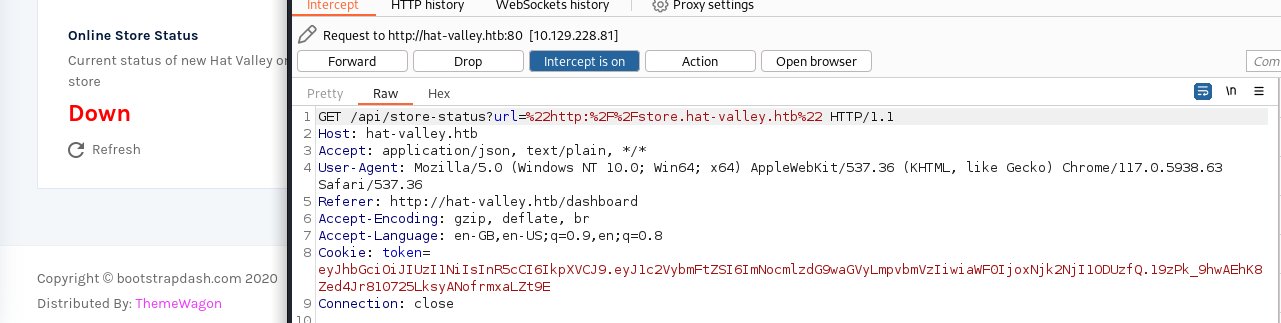 Online Store Status
Current status of new Hat Valley on
store
Down
Refresh
Copyright © bootstrapdash.com 2020
Distributed By: ThemeWagon
Intercept HTTP history WebSockets history Proxy settings
Request to http://hat-valley.htb:80 [10.129.228.81]
Forward Drop Intercept is on Action Open browser
Com
Pretty Raw Hex
\n
1 GET /api/store-status?url=%22http:%2F%2Fstore.hat-valley.htb%22 HTTP/1.1
2 Host: hat-valley.htb
3 Accept: application/json, text/plain, */*
4 User-Agent: Mozilla/5.0 (Windows NT 10.0; Win64; x64) AppleWebKit/537.36 (KHTML, like Gecko) Chrome/117.0.5938.63
Safari/537.36
5 Referer: http://hat-valley.htb/dashboard
6 Accept-Encoding: gzip, deflate, br
7 Accept-Language: en-GB,en-US;q=0.9,en;q=0.8
8 Cookie: token=
eyJhbGciOiJIUzI1NiIsInR5cCI6IkpXVCJ9.eyJ1c2VybmFtZSI6ImNocmlzdG9waGVyLmpvbmVzIiwiaWF0IjoxNjk2NjI1ODUzfQ.19zPk_9hwAEhK8
Zed4Jr810725LksyANofrmxaLZt9E
9 Connection: close
10